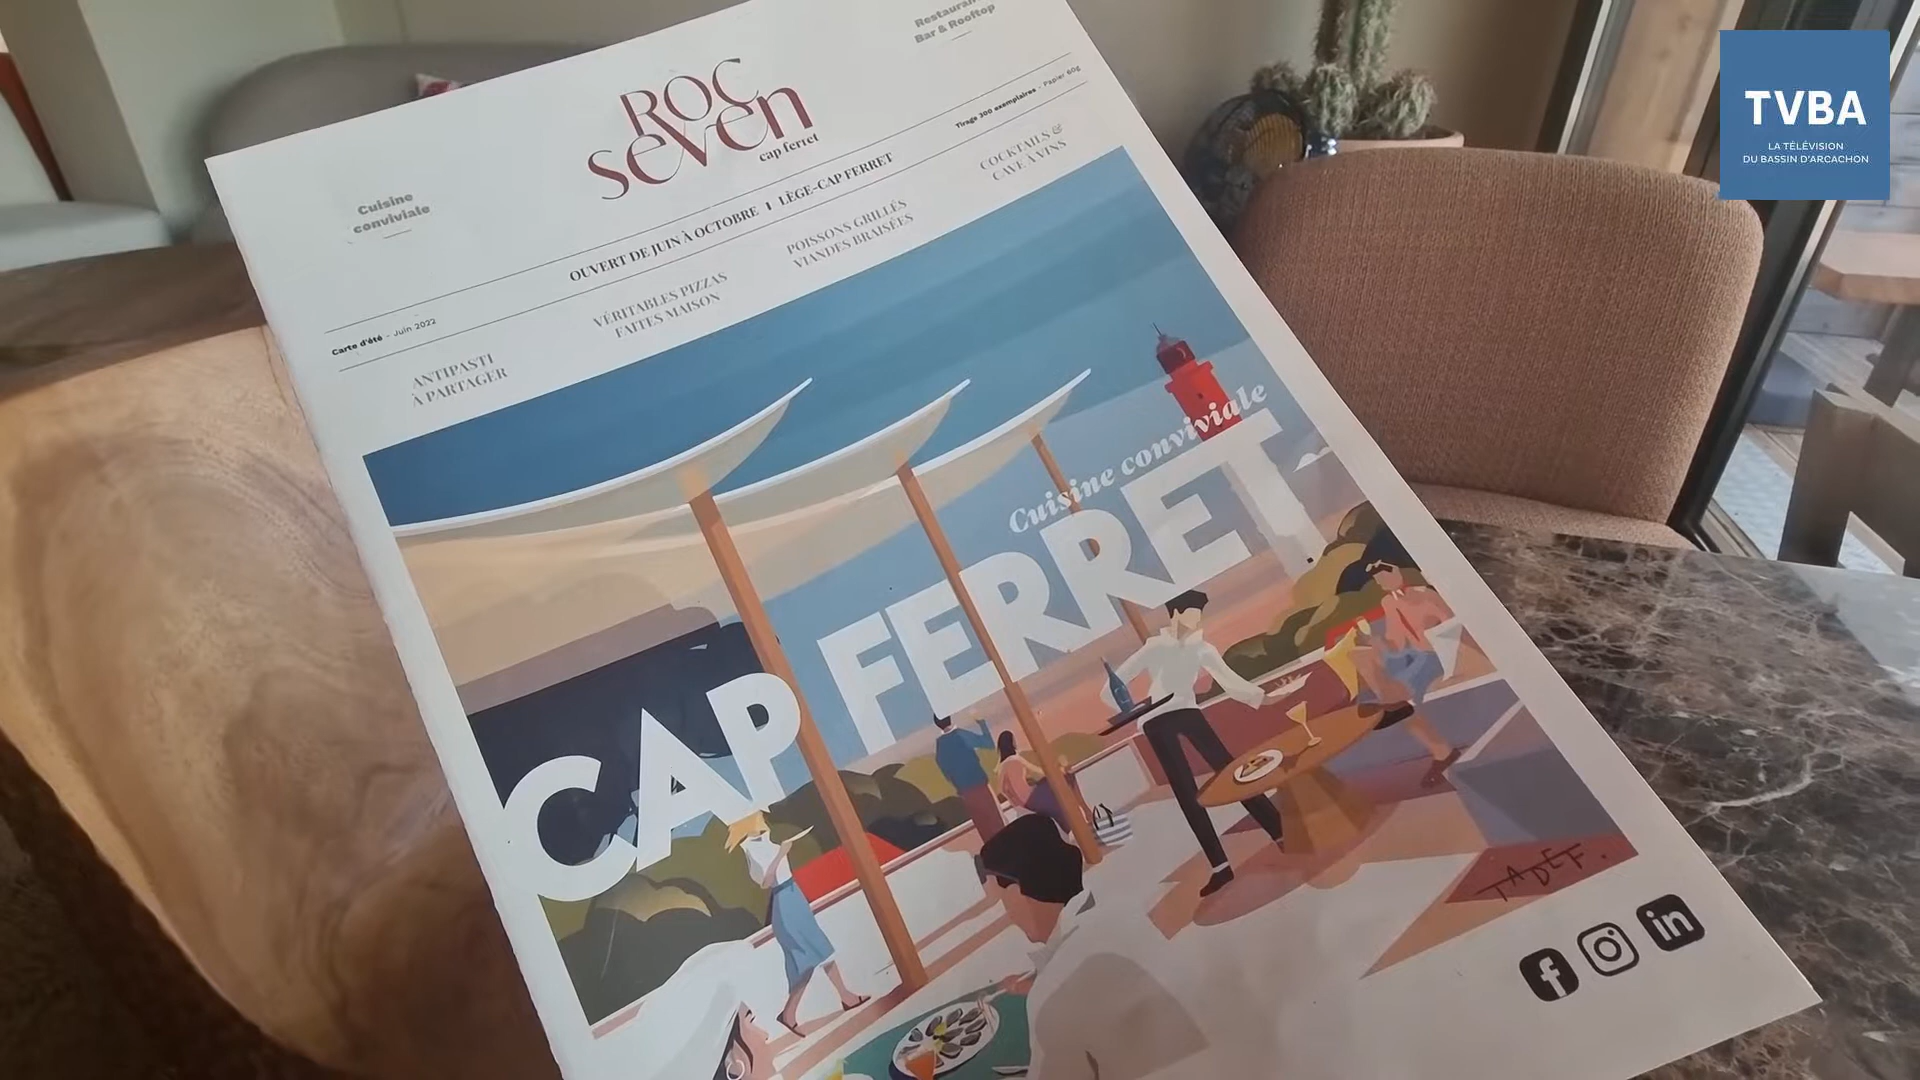 Restaurant
Bar & Rooftop
ROC
seven
cap ferret
Cuisine
conviviale
Tirage 300 exemplaires - Papier 60g
OUVERT DE JUIN À OCTOBRE I LÈGE-CAP FERRET
Carte d'été - Juin 2022
ANTIPASTI
À PARTAGER
VÉRITABLES PIZZAS
FAITES MAISON
POISSONS GRILLÉS
VIANDES BRAISÉES
COCKTAILS &
CAVE À VINS
Cuisine conviviale
CAP FERRET
TADEF.
f
in
TVBA
LA TÉLÉVISION
DU BASSIN D'ARCACHON